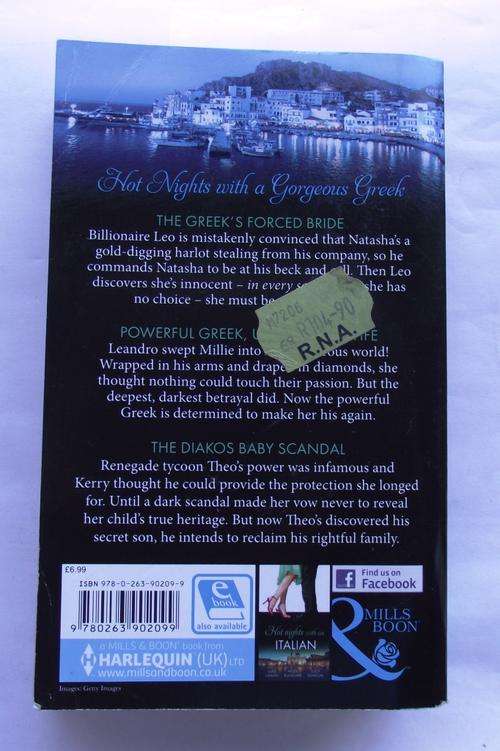 Hot Nights with a Gorgeous Greek
THE GREEK'S FORCED BRIDE
Billionaire Leo is mistakenly convinced that Natasha's a
gold-digging harlot stealing from his company, so he
commands Natasha to be at his beck and call. Then Leo
discovers she's innocent – in every she has
no choice – she must be
POWERFUL GREEK,
Leandro swept Millie into
Wrapped in his arms and draped in diamonds, she
thought nothing could touch their passion. But the
deepest, darkest betrayal did. Now the powerful
Greek is determined to make her his again.
R.N.A.
THE DIAKOS BABY SCANDAL
Renegade tycoon Theo's power was infamous and
Kerry thought he could provide the protection she longed
for. Until a dark scandal made her vow never to reveal
her child's true heritage. But now Theo's discovered his
secret son, he intends to reclaim his rightful family.
£6.99
ISBN 978-0-263-90209-9
9 780263 902099
e
book
also available
a MILLS & BOON® book from
HARLEQUIN (UK) LTD
www.millsandboon.co.uk
Hot nights with an
ITALIAN
Find us on
Facebook
MILLS
BOON®
Images: Getty Images